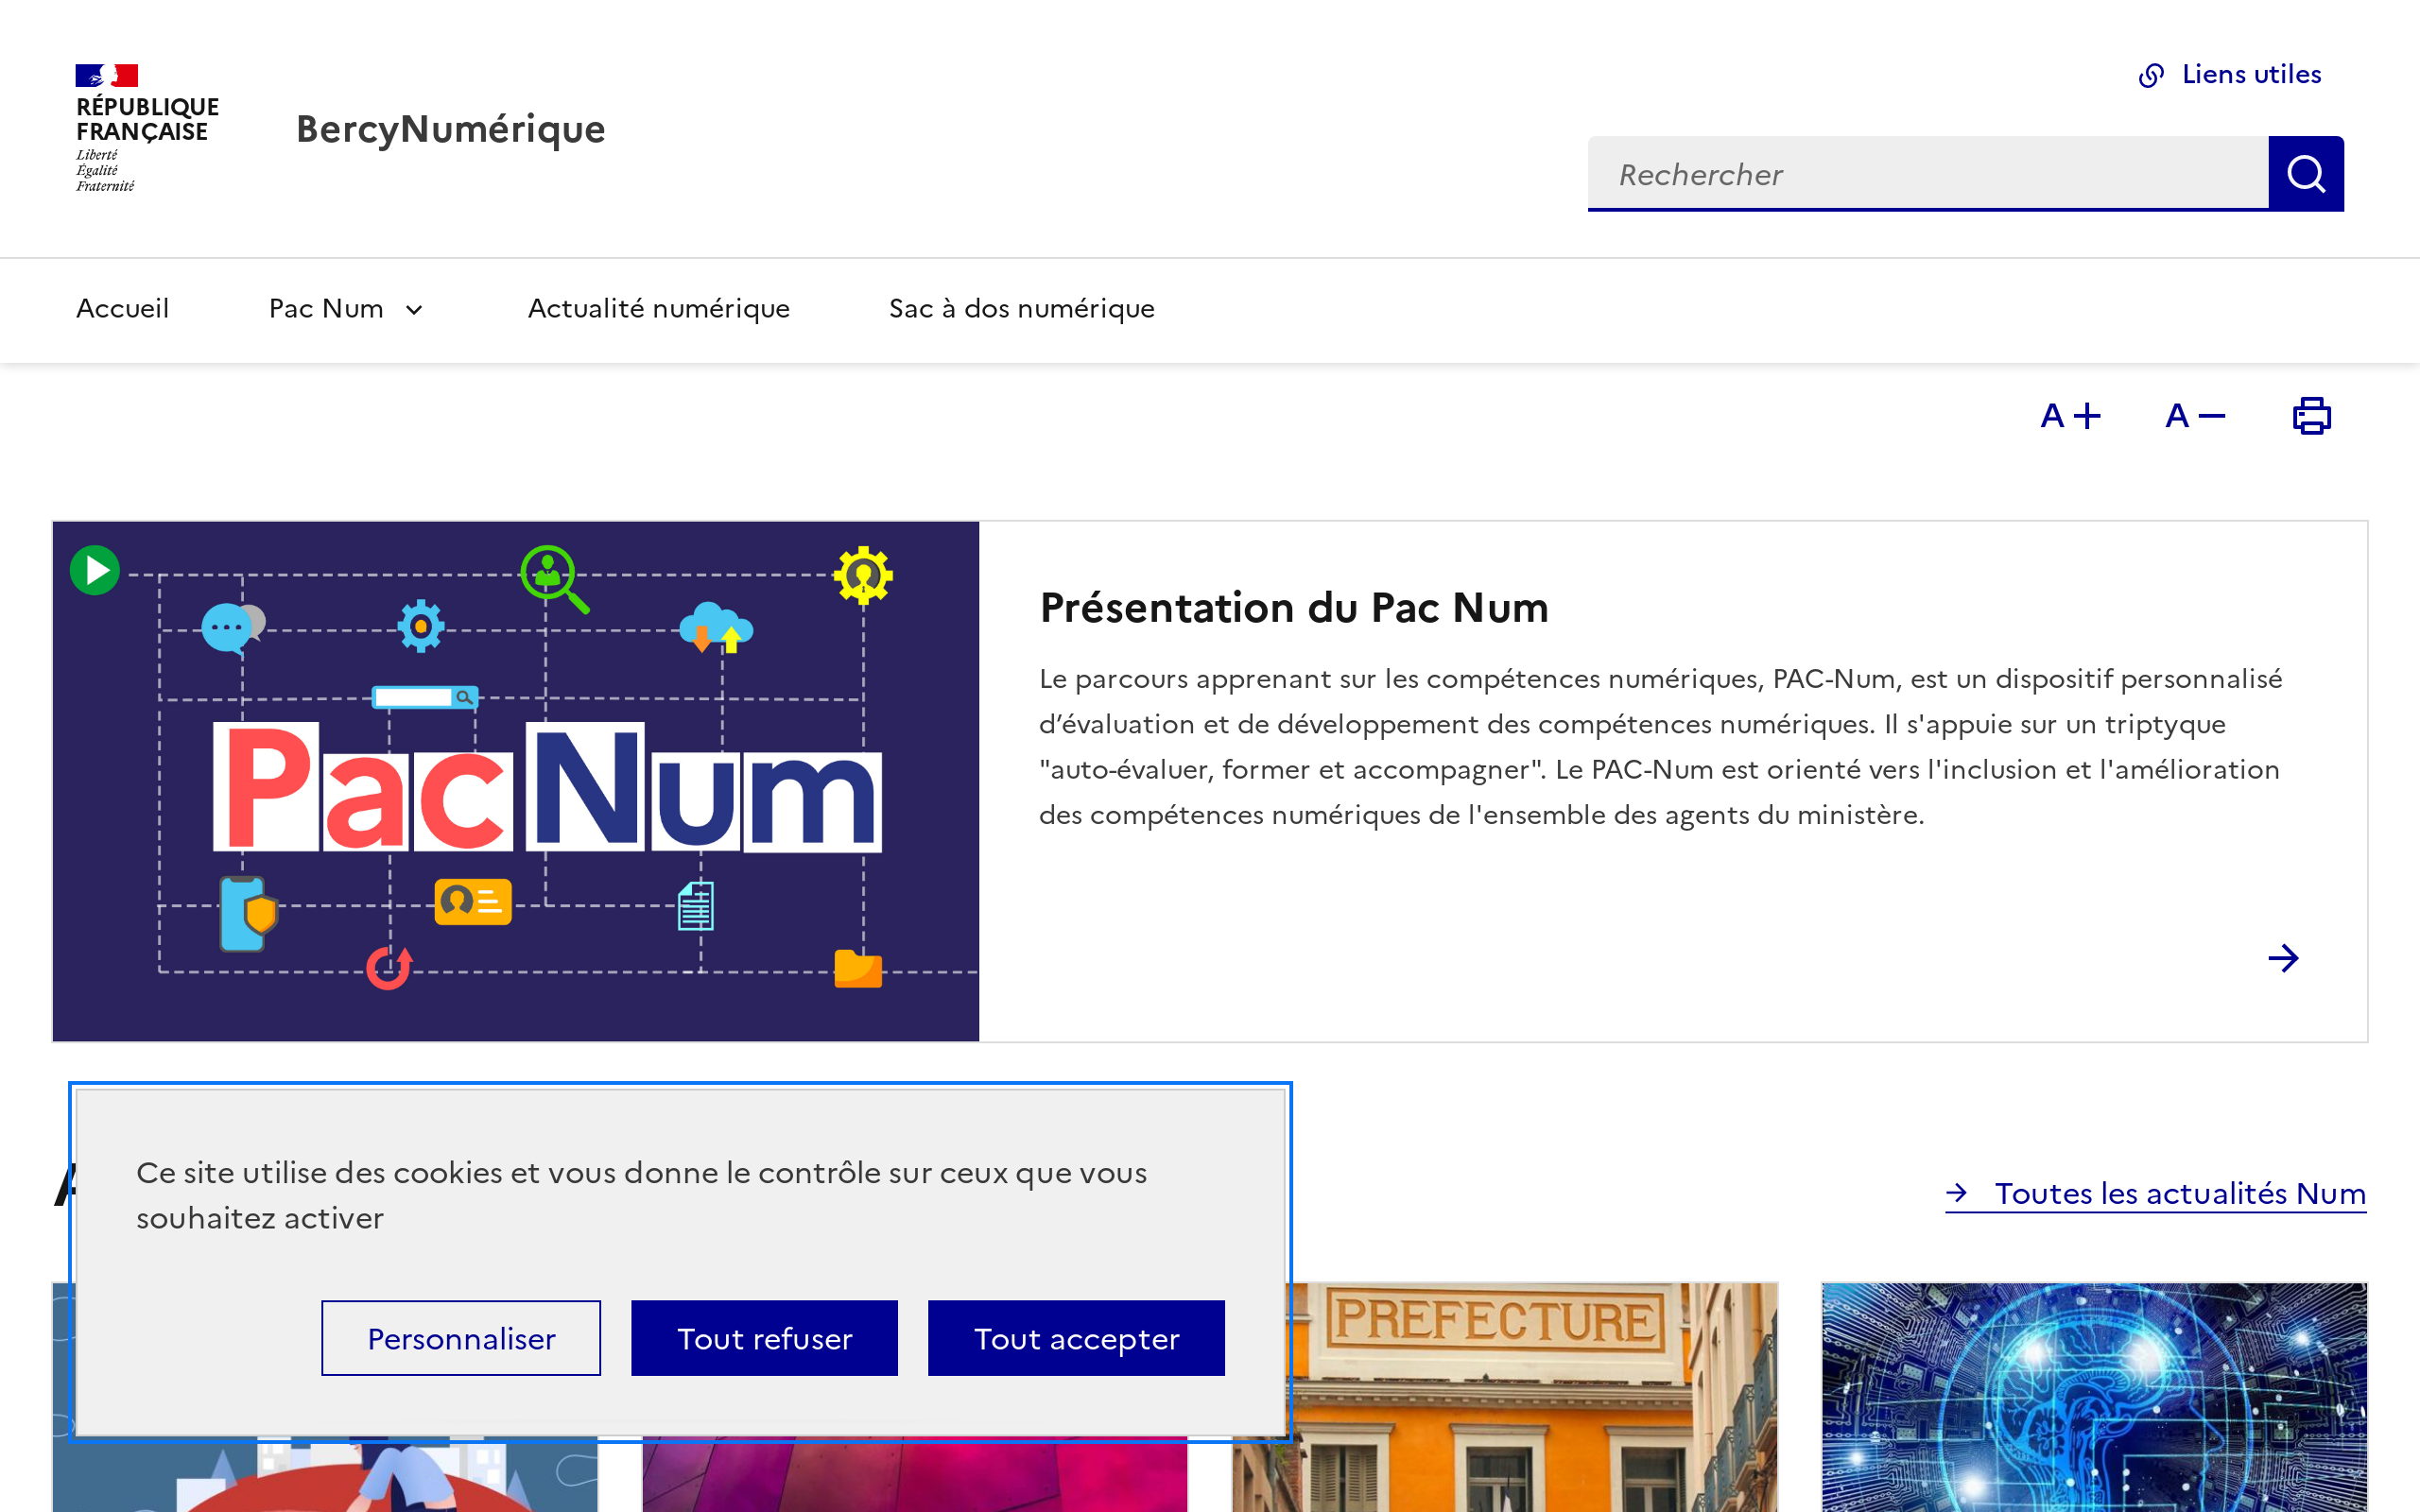 RÉPUBLIQUE
FRANÇAISE
Liberté
Égalité
Fraternité
BercyNumérique
Liens utiles
Rechercher
Accueil
Pac Num
Actualité numérique
Sac à dos numérique
A+
A−
PacNum
Présentation du Pac Num
Le parcours apprenant sur les compétences numériques, PAC-Num, est un dispositif personnalisé
d’évaluation et de développement des compétences numériques. Il s'appuie sur un triptyque
"auto-évaluer, former et accompagner". Le PAC-Num est orienté vers l'inclusion et l'amélioration
des compétences numériques de l'ensemble des agents du ministère.
Toutes les actualités Num
Ce site utilise des cookies et vous donne le contrôle sur ceux que vous
souhaitez activer
Personnaliser
Tout refuser
Tout accepter
PREFECTURE